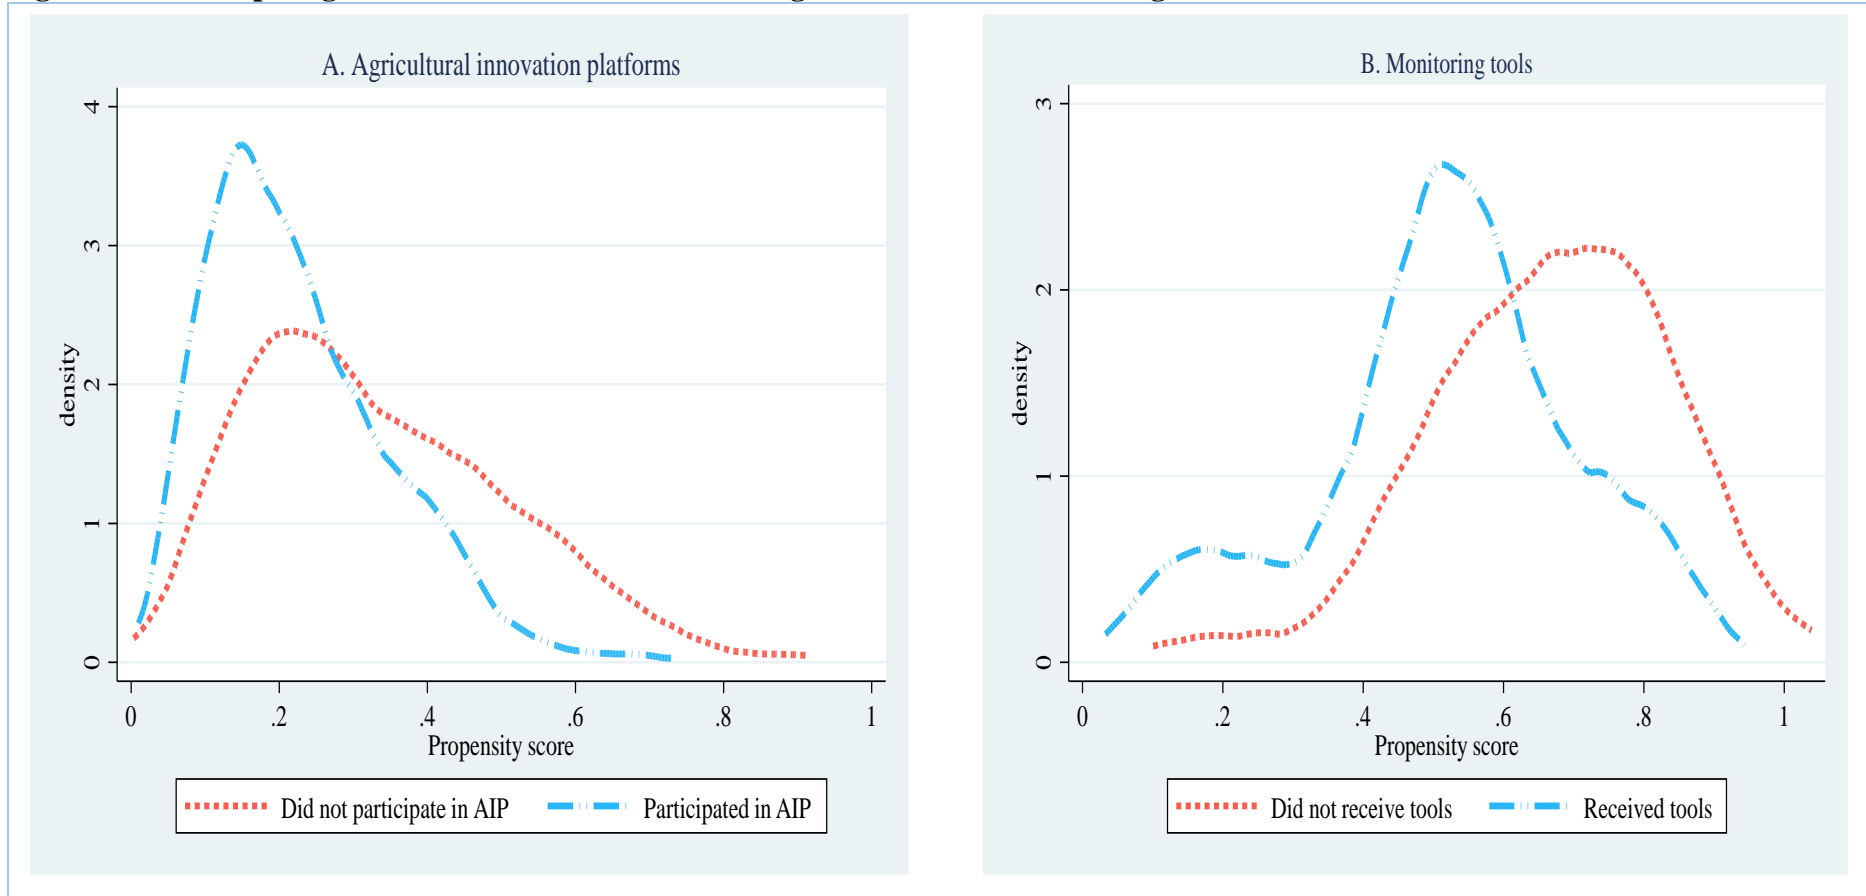 A. Agricultural innovation platforms
density
4
3
2
1
0
0 .2 .4 .6 .8 1
Propensity score
Did not participate in AIP Participated in AIP
B. Monitoring tools
density
3
2
1
0
0 .2 .4 .6 .8 1
Propensity score
Did not receive tools Received tools